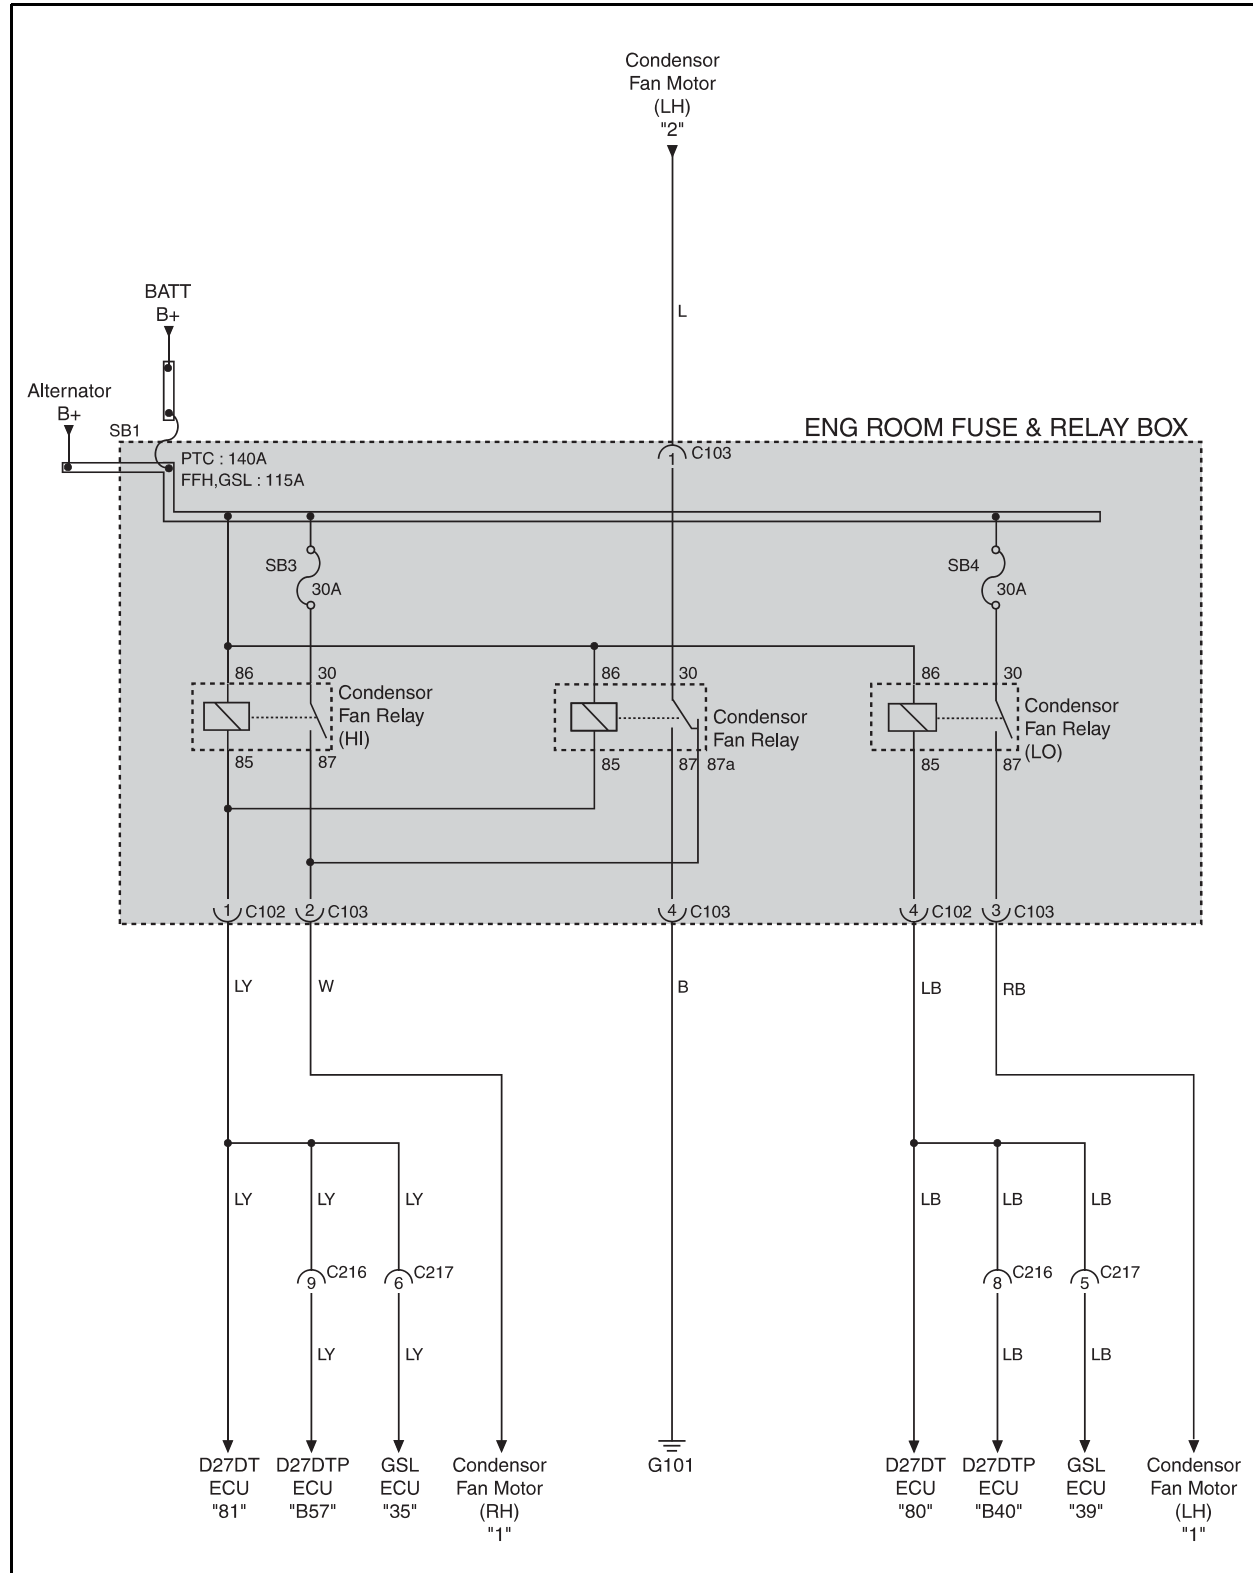 Condensor
Fan Motor
(LH)
"2"
L
BATT
B+
Alternator
B+
SB1
PTC : 140A
FFH,GSL : 115A
ENG ROOM FUSE & RELAY BOX
1 C103
SB3
30A
SB4
30A
86 30
Condensor
Fan Relay
(HI)
85 87
86 30
Condensor
Fan Relay
85 87 87a
86 30
Condensor
Fan Relay
(LO)
85 87
1 C102
2 C103
4 C103
4 C102
3 C103
LY
W
B
LB
RB
LY
LY
LY
LB
LB
LB
9 C216
6 C217
8 C216
5 C217
LY
LY
LB
LB
D27DT
ECU
"81"
D27DTP
ECU
"B57"
GSL
ECU
"35"
Condensor
Fan Motor
(RH)
"1"
G101
D27DT
ECU
"80"
D27DTP
ECU
"B40"
GSL
ECU
"39"
Condensor
Fan Motor
(LH)
"1"